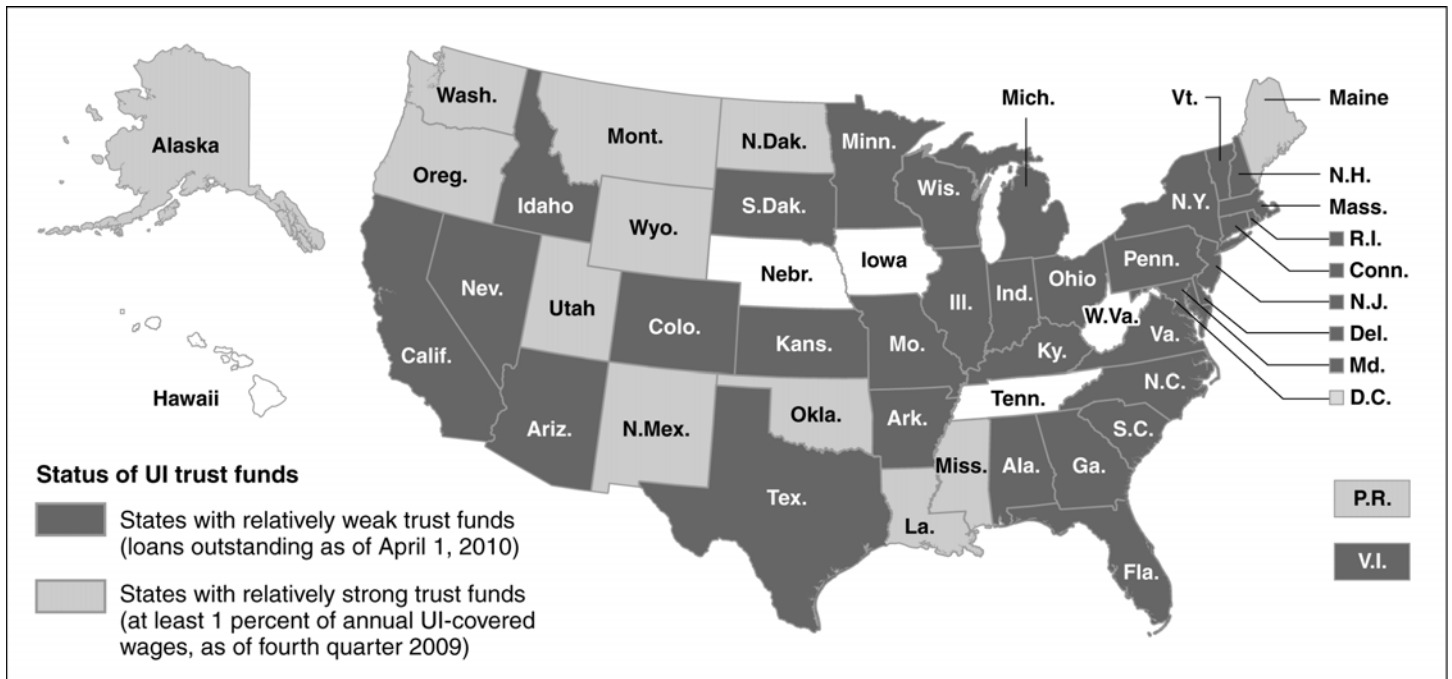 Wash.
Mont.
N.Dak.
Minn.
Mich.
Vt.
Maine
Alaska
Oreg.
Idaho
Wyo.
S.Dak.
Wis.
N.Y.
N.H.
Mass.
R.I.
Conn.
N.J.
Del.
Md.
D.C.
Nebr.
Iowa
Nev.
Utah
Colo.
Kans.
Mo.
Ill.
Ind.
Ohio
Penn.
W.Va.
Va.
Ky.
N.C.
Calif.
Hawaii
Ariz.
N.Mex.
Okla.
Ark.
Tenn.
S.C.
Miss.
Ala.
Ga.
Tex.
La.
Fla.
P.R.
V.I.
Status of UI trust funds
States with relatively weak trust funds
(loans outstanding as of April 1, 2010)
States with relatively strong trust funds
(at least 1 percent of annual UI-covered
wages, as of fourth quarter 2009)